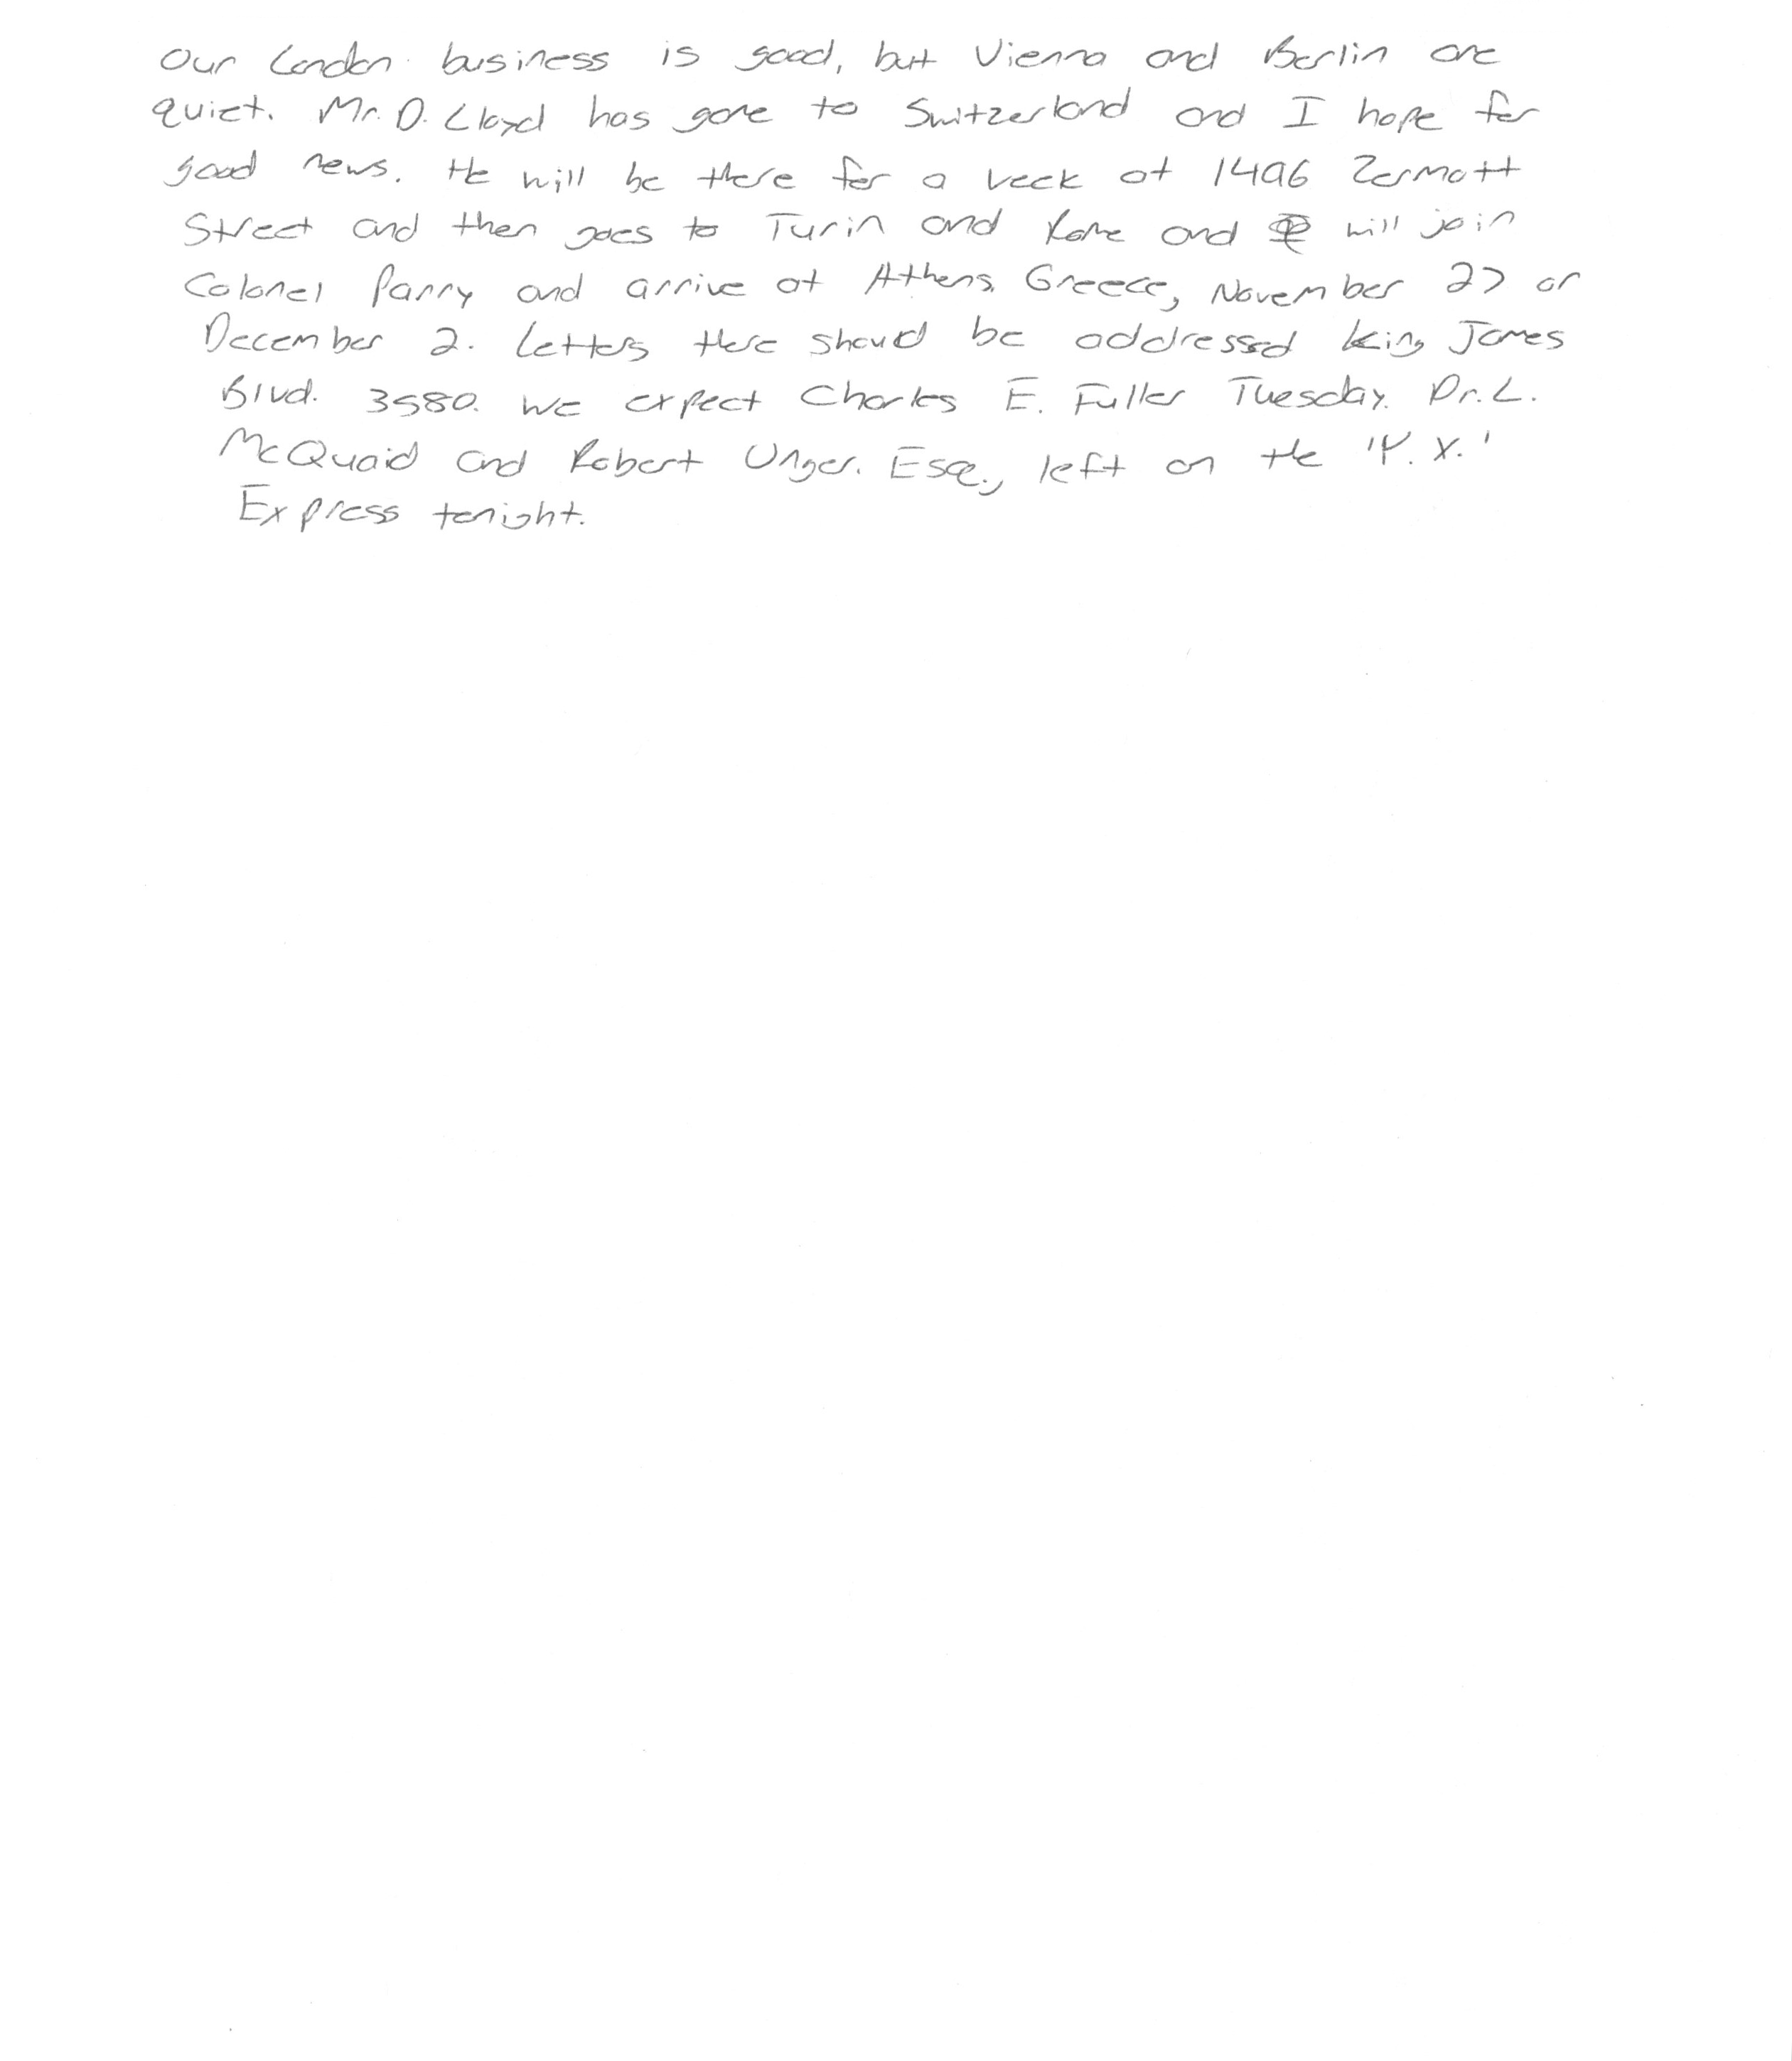 Our London business is good, but Vienna and Berlin are
quiet. Mr. D. Lloyd has gone to Switzerland and I hope for
good news. He will be there for a week at 1496 Zermott
Street and then goes to Turin and Rome and will join
Colonel Parry and arrive at Athens, Greece, November 27 or
December 2. Letters there should be addressed King James
Blvd. 3580. We expect Charles E. Fuller Tuesday. Dr. L.
McQuaid and Robert Unger. Esq., left on the 'Y. X.'
Express tonight.